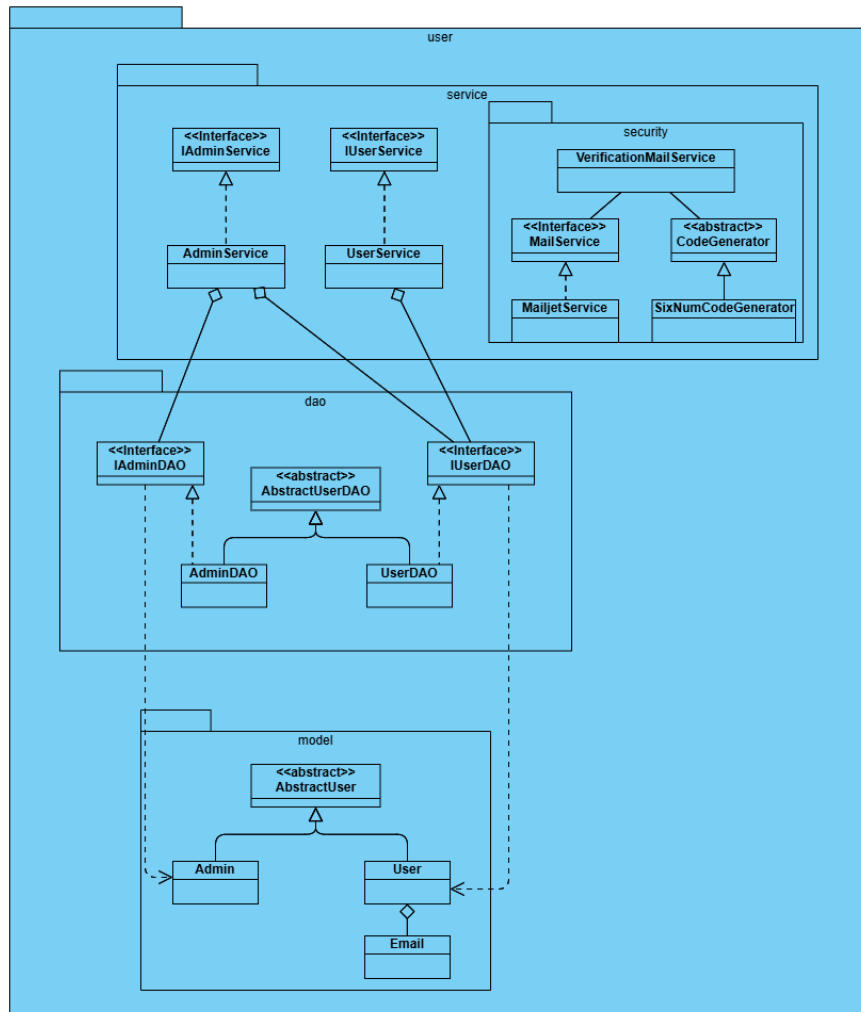 user
service
security
<<Interface>>
IAdminService
<<Interface>>
IUserService
VerificationMailService
<<Interface>>
MailService
<<abstract>>
CodeGenerator
AdminService
UserService
MailjetService
SixNumCodeGenerator
dao
<<Interface>>
IAdminDAO
<<abstract>>
AbstractUserDAO
<<Interface>>
IUserDAO
AdminDAO
UserDAO
model
<<abstract>>
AbstractUser
Admin
User
Email